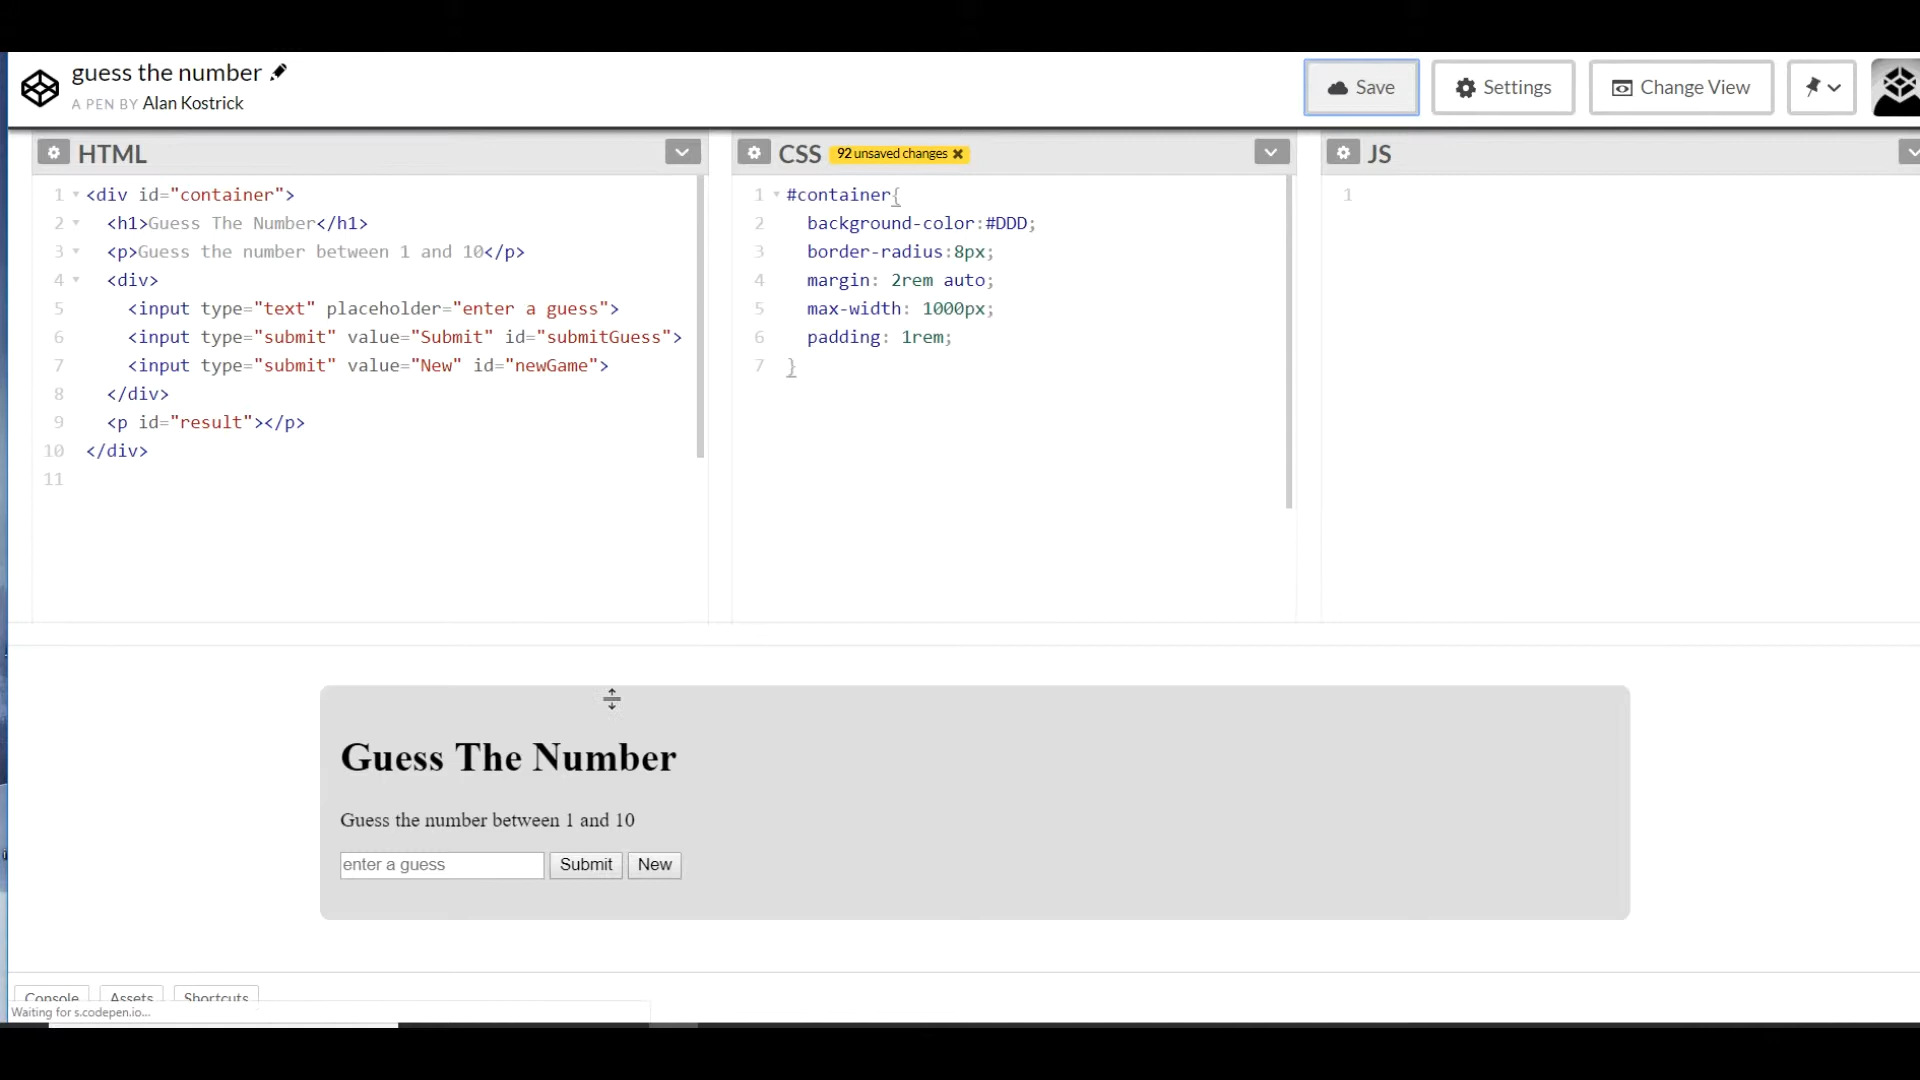 guess the number
A PEN BY Alan Kostrick
Save
Settings
Change View
HTML
1 <div id="container">
2 <h1>Guess The Number</h1>
3 <p>Guess the number between 1 and 10</p>
4 <div>
5 <input type="text" placeholder="enter a guess">
6 <input type="submit" value="Submit" id="submitGuess">
7 <input type="submit" value="New" id="newGame">
8 </div>
9 <p id="result"></p>
10 </div>
11
CSS 92 unsaved changes ×
1 #container{
2 background-color:#DDD;
3 border-radius:8px;
4 margin: 2rem auto;
5 max-width: 1000px;
6 padding: 1rem;
7 }
JS
1
Guess The Number
Guess the number between 1 and 10
enter a guess Submit New
Console Assets Shortcuts
Waiting for s.codepen.io...